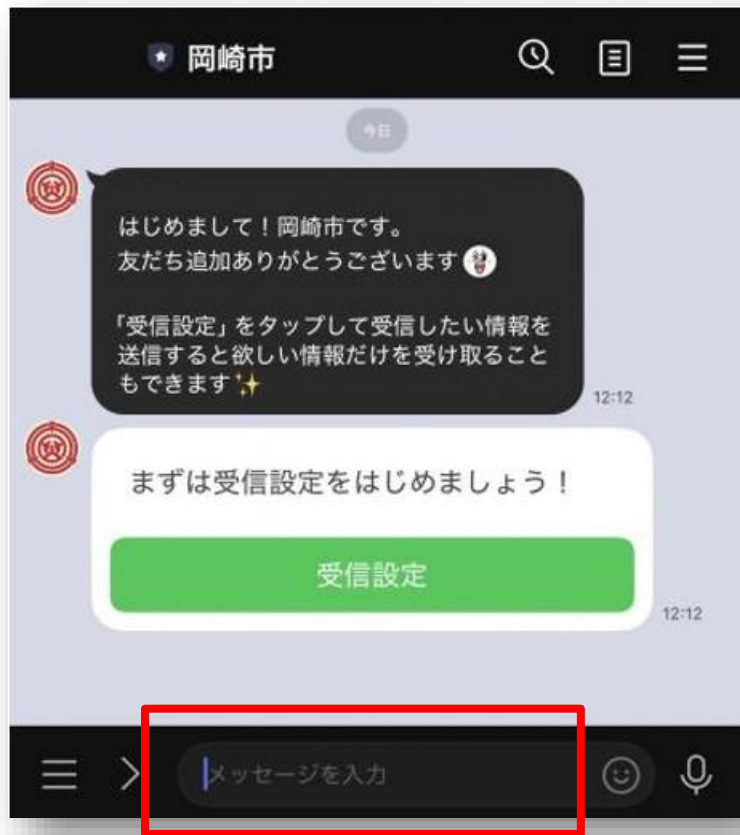 岡崎市
今日
はじめまして！岡崎市です。
友だち追加ありがとうございます
「受信設定」をタップして受信したい情報を
送信すると欲しい情報だけを受け取ること
もできます✨
12:12
まずは受信設定をはじめましょう！
受信設定
12:12
メッセージを入力